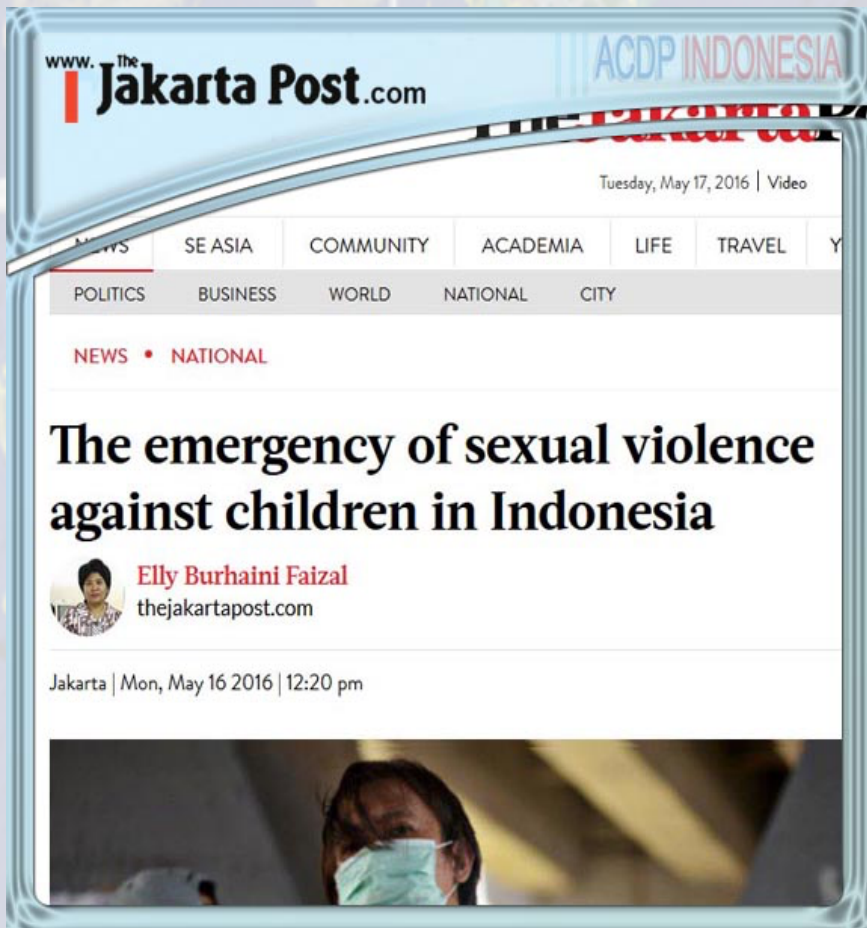 www.The
Jakarta Post.com
ACDP INDONESIA
Tuesday, May 17, 2016 | Video
NEWS SE ASIA COMMUNITY ACADEMIA LIFE TRAVEL
POLITICS BUSINESS WORLD NATIONAL CITY
NEWS • NATIONAL
The emergency of sexual violence
against children in Indonesia
Elly Burhaini Faizal
thejakartapost.com
Jakarta | Mon, May 16 2016 | 12:20 pm